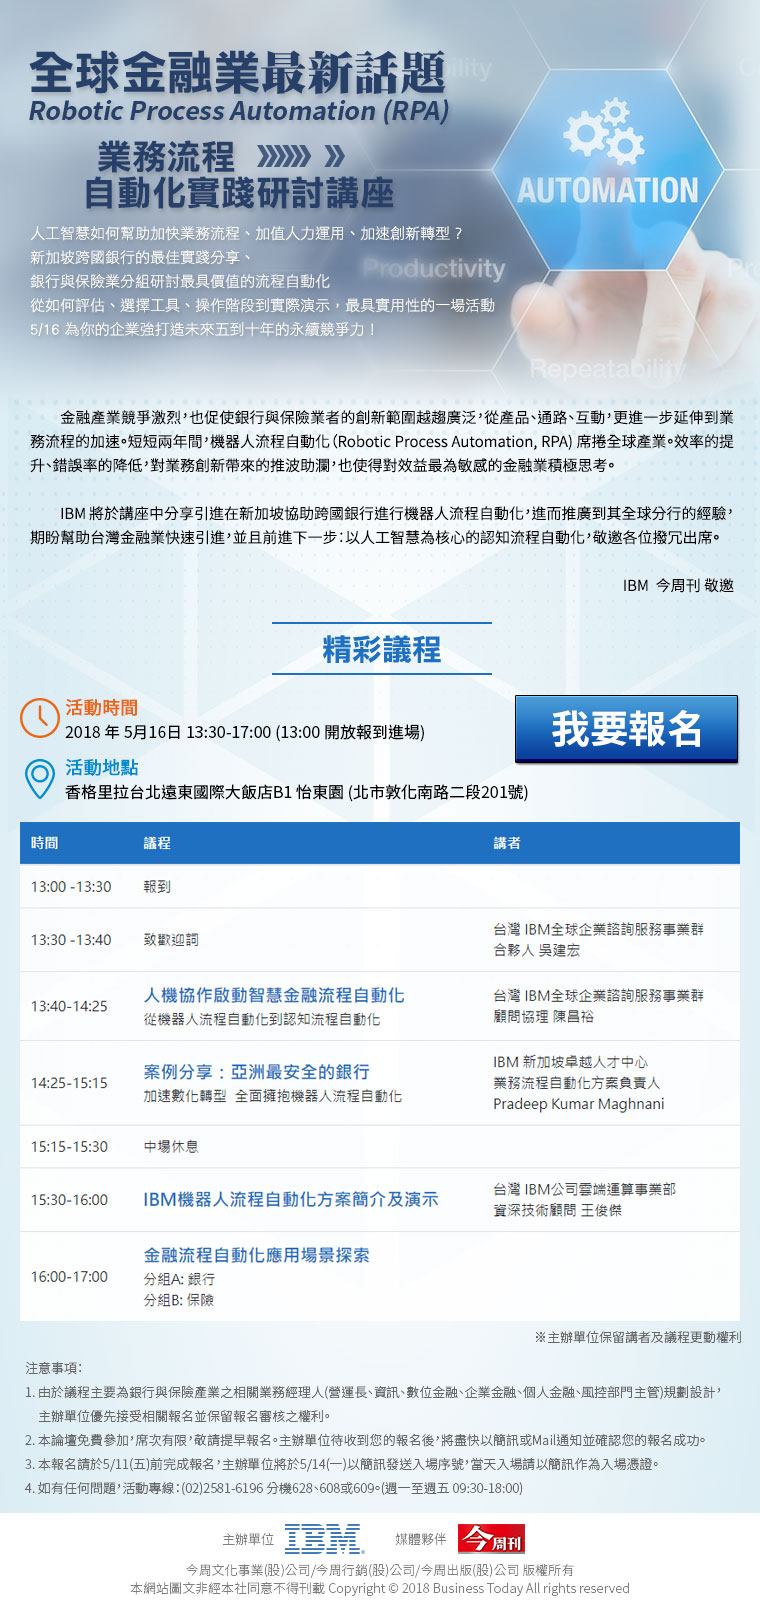 全球金融業最新話題
Robotic Process Automation (RPA)
業務流程
自動化實踐研討講座
AUTOMATION
Productivity
Repeatability
人工智慧如何幫助加快業務流程、加值人力運用、加速創新轉型？
新加坡跨國銀行的最佳實踐分享、
銀行與保險業分組研討最具價值的流程自動化
從如何評估、選擇工具、操作階段到實際演示，最具實用性的一場活動
5/16 為你的企業強打造未來五到十年的永續競爭力！
金融產業競爭激烈，也促使銀行與保險業者的創新範圍越趨廣泛，從產品、通路、互動，更進一步延伸到業
務流程的加速。短短兩年間，機器人流程自動化（Robotic Process Automation, RPA) 席捲全球產業。效率的提
升、錯誤率的降低，對業務創新帶來的推波助瀾，也使得對效益最為敏感的金融業積極思考。
IBM 將於講座中分享引進在新加坡協助跨國銀行進行機器人流程自動化，進而推廣到其全球分行的經驗，
期盼幫助台灣金融業快速引進，並且前進下一步：以人工智慧為核心的認知流程自動化，敬邀各位撥冗出席。
IBM 今周刊 敬邀
精彩議程
活動時間
2018 年 5月16日 13:30-17:00 (13:00 開放報到進場)
我要報名
活動地點
香格里拉台北遠東國際大飯店B1 怡東園 (北市敦化南路二段201號)
時間 議程 講者
13:00 -13:30 報到
13:30 -13:40 致歡迎詞
台灣 IBM全球企業諮詢服務事業群
合夥人 吳建宏
13:40-14:25
人機協作啟動智慧金融流程自動化
從機器人流程自動化到認知流程自動化
台灣 IBM全球企業諮詢服務事業群
顧問協理 陳昌裕
14:25-15:15
案例分享：亞洲最安全的銀行
加速數化轉型 全面擁抱機器人流程自動化
IBM 新加坡卓越人才中心
業務流程自動化方案負責人
Pradeep Kumar Maghnani
15:15-15:30 中場休息
15:30-16:00 IBM機器人流程自動化方案簡介及演示
台灣 IBM公司雲端運算事業部
資深技術顧問 王俊傑
16:00-17:00
金融流程自動化應用場景探索
分組A: 銀行
分組B: 保險
※主辦單位保留講者及議程更動權利
注意事項：
1. 由於議程主要為銀行與保險產業之相關業務經理人(營運長、資訊、數位金融、企業金融、個人金融、風控部門主管)規劃設計，
主辦單位優先接受相關報名並保留報名審核之權利。
2. 本論壇免費參加，席次有限，敬請提早報名。主辦單位待收到您的報名後，將盡快以簡訊或Mail通知並確認您的報名成功。
3. 本報名請於5/11(五)前完成報名，主辦單位將於5/14(一)以簡訊發送入場序號，當天入場請以簡訊作為入場憑證。
4. 如有任何問題，活動專線：(02)2581-6196 分機628、608或609。(週一至週五 09:30-18:00)
主辦單位 IBM 媒體夥伴 今周刊
今周文化事業(股)公司/今周行銷(股)公司/今周出版(股)公司 版權所有
本網站圖文非經本社同意不得刊載 Copyright © 2018 Business Today All rights reserved